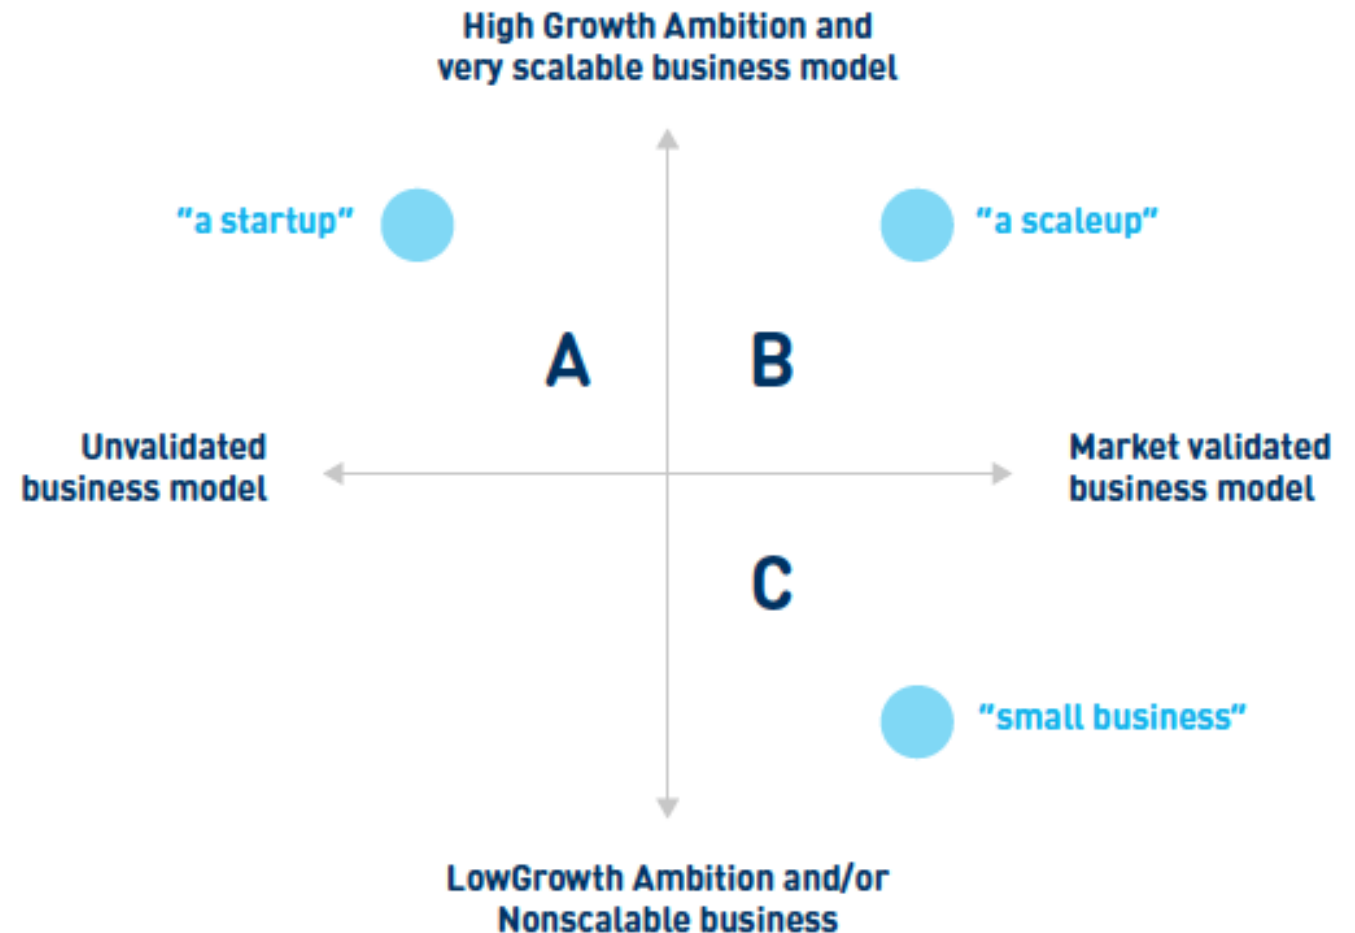 High Growth Ambition and
very scalable business model
"a startup"
"a scaleup"
A
B
Unvalidated
business model
Market validated
business model
C
"small business"
LowGrowth Ambition and/or
Nonscalable business